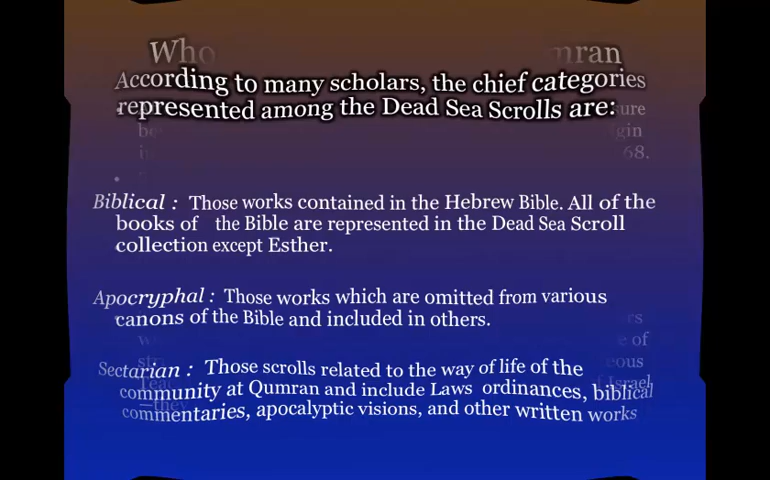 Who mran
According to many scholars, the chief categories
represented among the Dead Sea Scrolls are:
68.
Biblical : Those works contained in the Hebrew Bible. All of the
books of the Bible are represented in the Dead Sea Scroll
collection except Esther.
Apocryphal : Those works which are omitted from various
canons of the Bible and included in others.
Sectarian : Those scrolls related to the way of life of the
community at Qumran and include Laws ordinances, biblical
commentaries, apocalyptic visions, and other written works